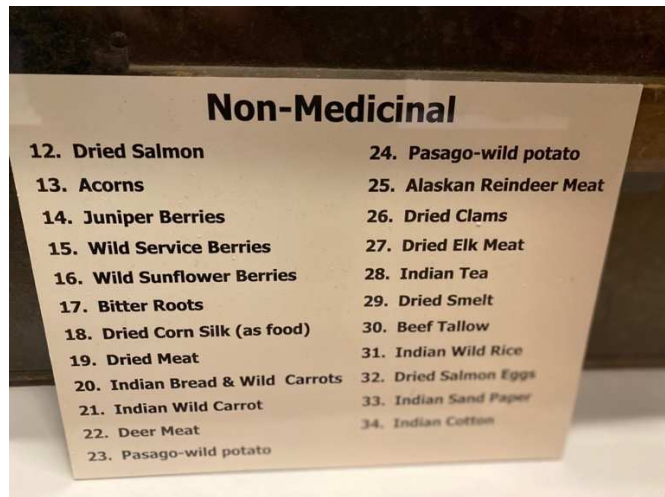 Non-Medicinal
12. Dried Salmon
13. Acorns
14. Juniper Berries
15. Wild Service Berries
16. Wild Sunflower Berries
17. Bitter Roots
18. Dried Corn Silk (as food)
19. Dried Meat
20. Indian Bread & Wild Carrots
21. Indian Wild Carrot
22. Deer Meat
23. Pasago-wild potato
24. Pasago-wild potato
25. Alaskan Reindeer Meat
26. Dried Clams
27. Dried Elk Meat
28. Indian Tea
29. Dried Smelt
30. Beef Tallow
31. Indian Wild Rice
32. Dried Salmon Eggs
33. Indian Sand Paper
34. Indian Cotton